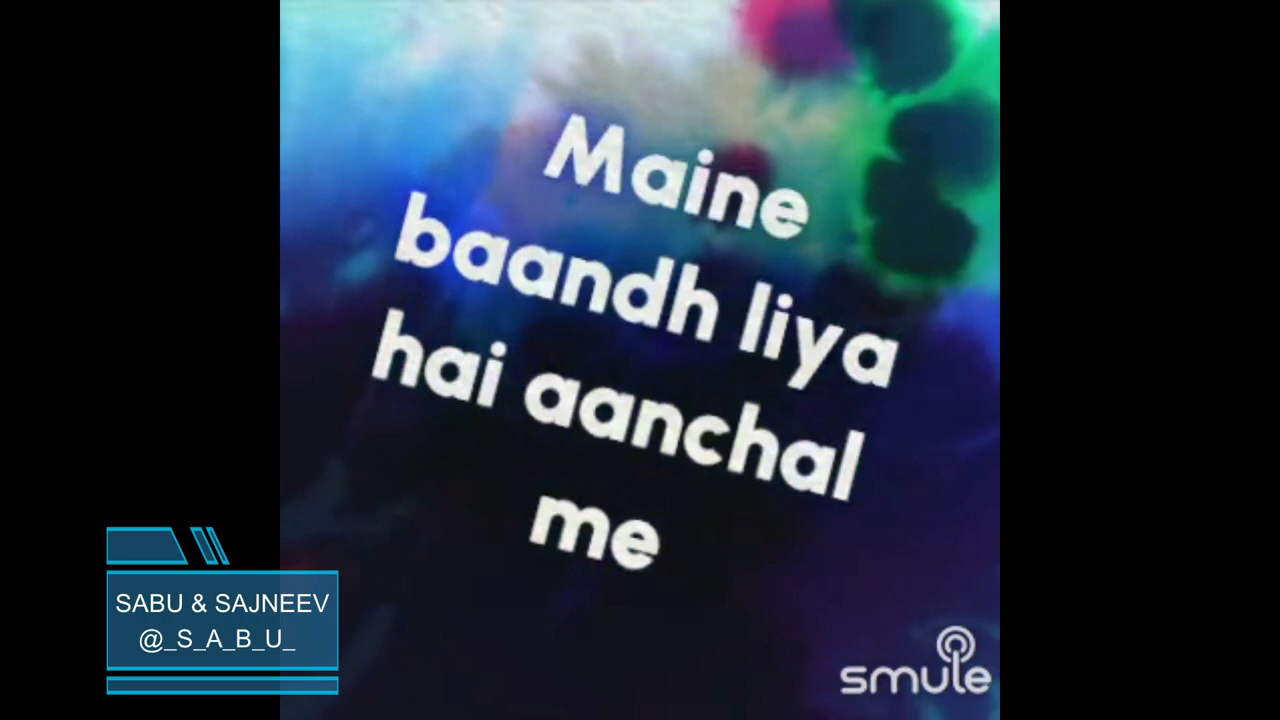 Maine
baandh liya
hai aanchal
me
SABU & SAJNEEV
@_S_A_B_U_
smule